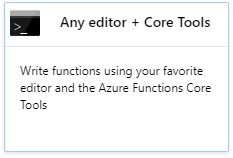 Any editor + Core Tools
Write functions using your favorite
editor and the Azure Functions Core
Tools